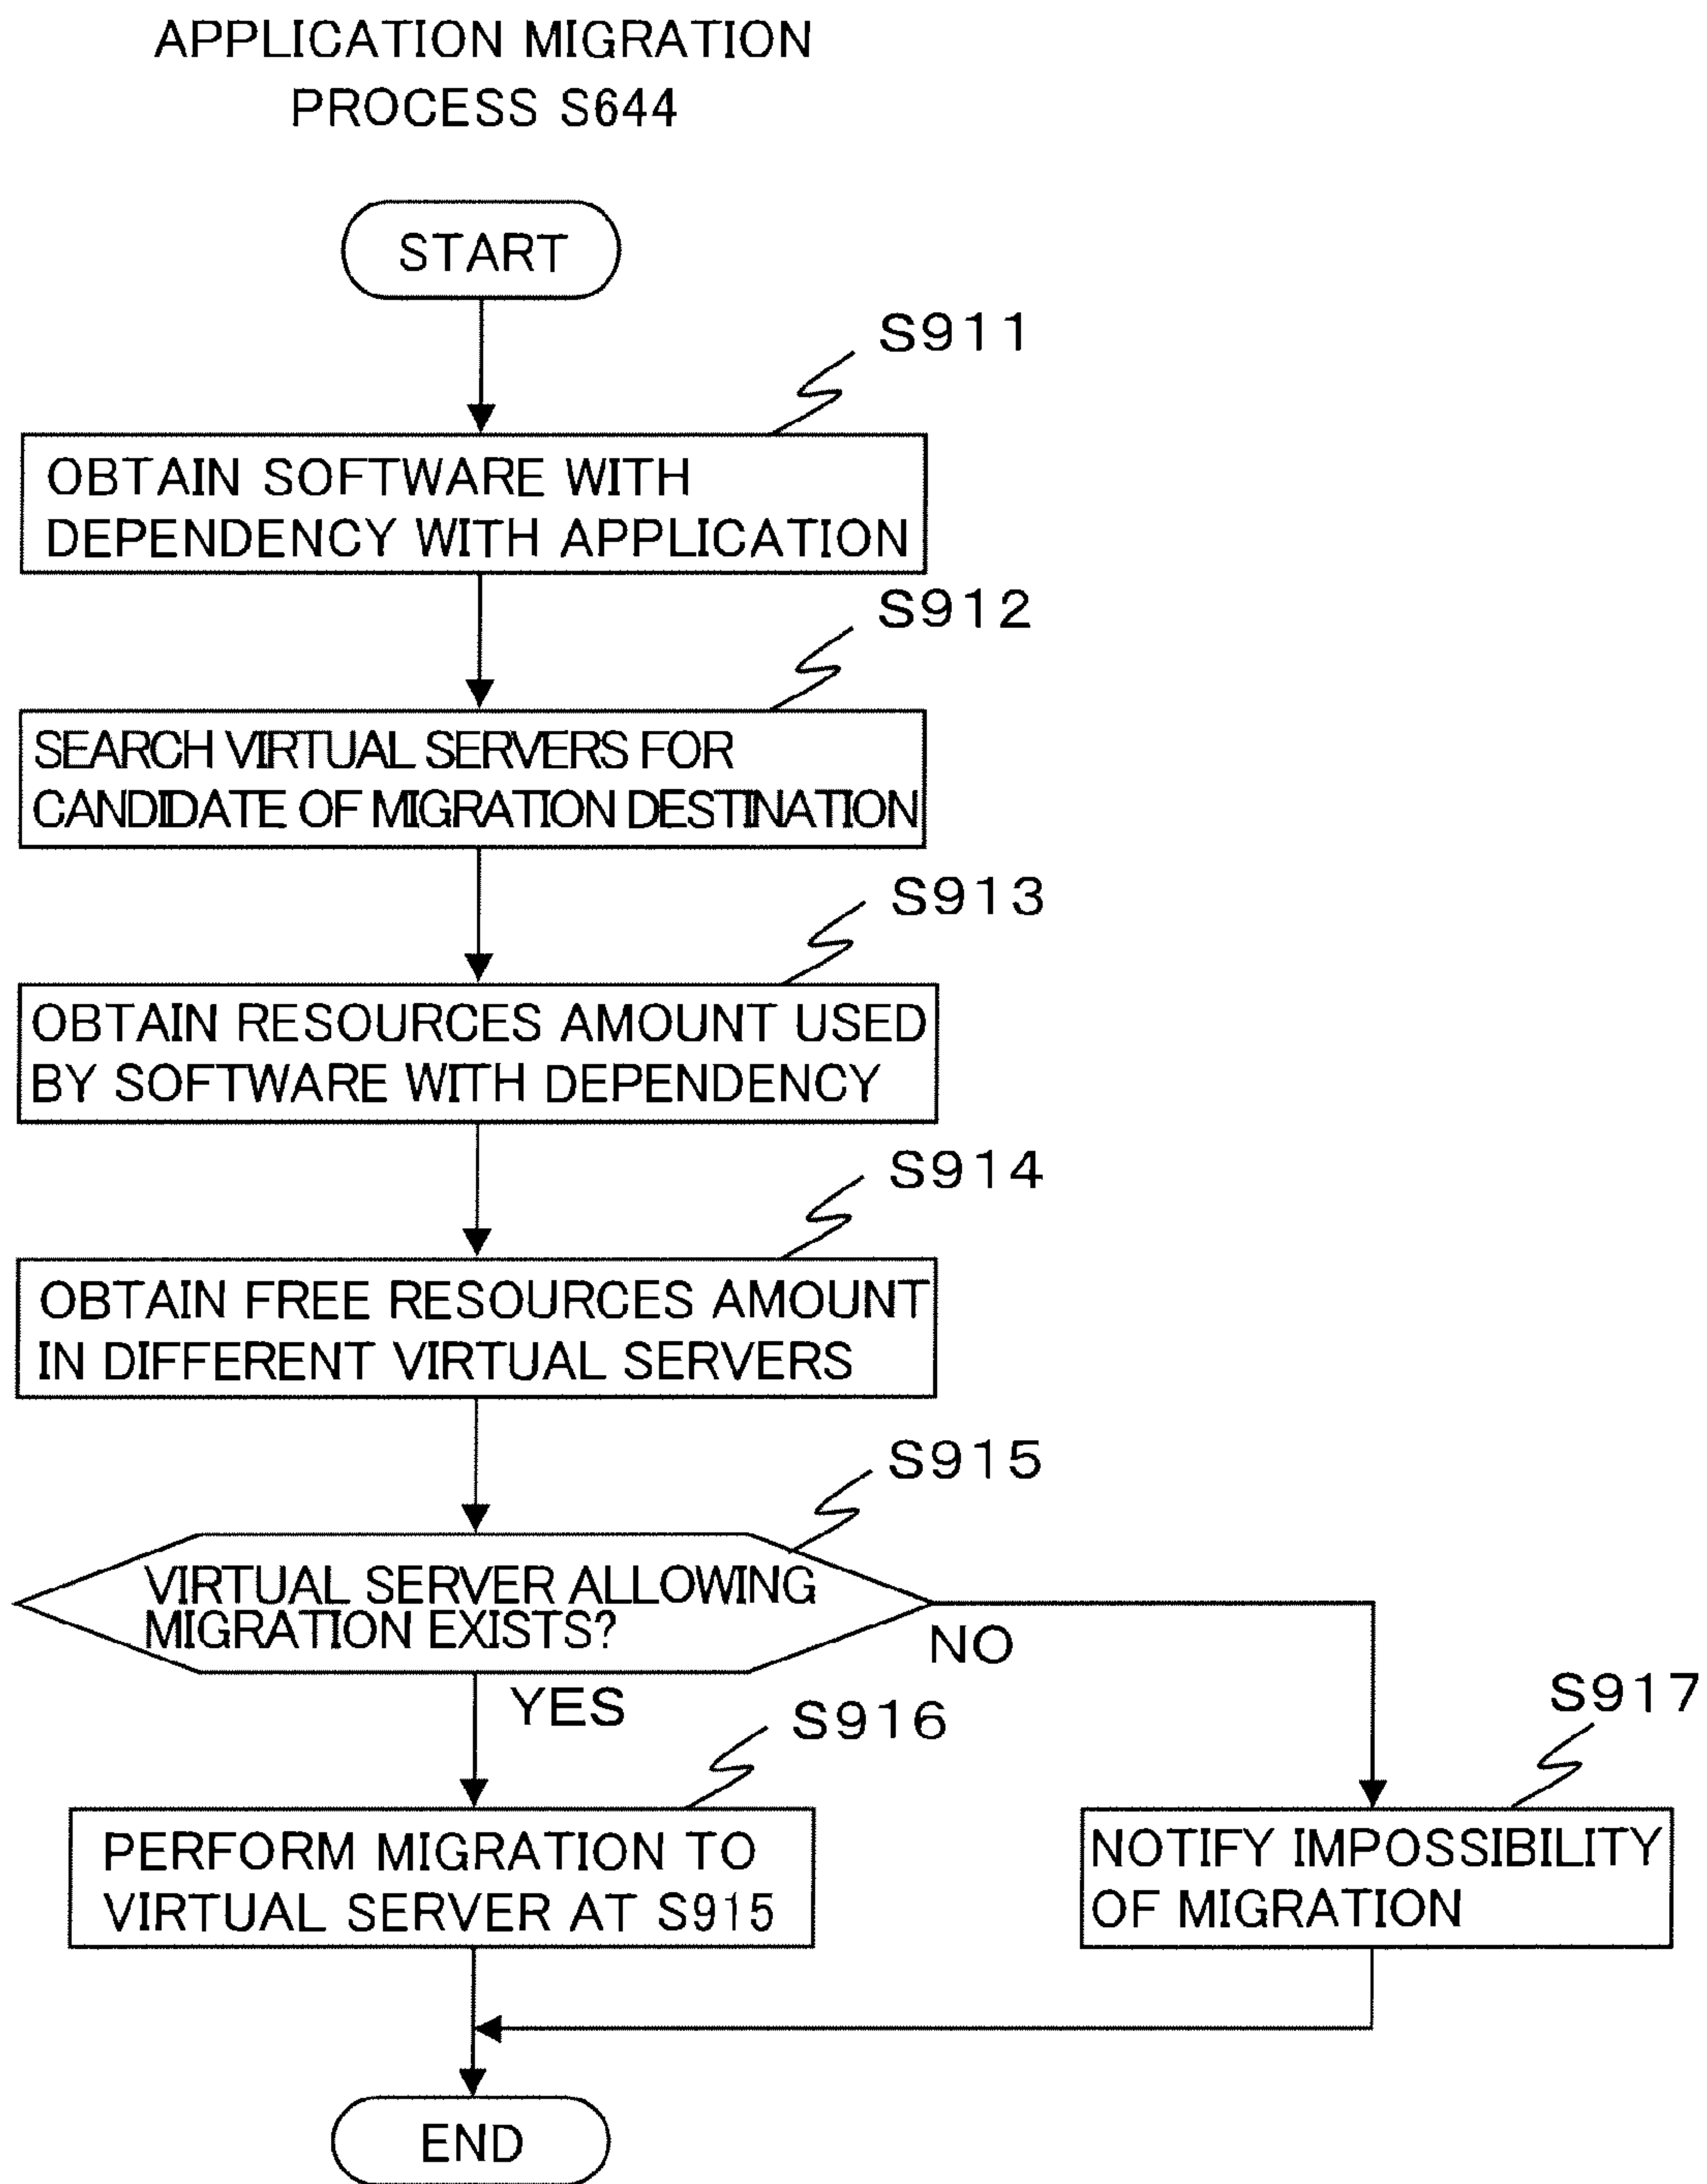 APPLICATION MIGRATION
PROCESS S644
START
S911
OBTAIN SOFTWARE WITH
DEPENDENCY WITH APPLICATION
S912
SEARCH VIRTUAL SERVERS FOR
CANDIDATE OF MIGRATION DESTINATION
S913
OBTAIN RESOURCES AMOUNT USED
BY SOFTWARE WITH DEPENDENCY
S914
OBTAIN FREE RESOURCES AMOUNT
IN DIFFERENT VIRTUAL SERVERS
S915
VIRTUAL SERVER ALLOWING
MIGRATION EXISTS?
NO
YES
S916
PERFORM MIGRATION TO
VIRTUAL SERVER AT S915
S917
NOTIFY IMPOSSIBILITY
OF MIGRATION
END